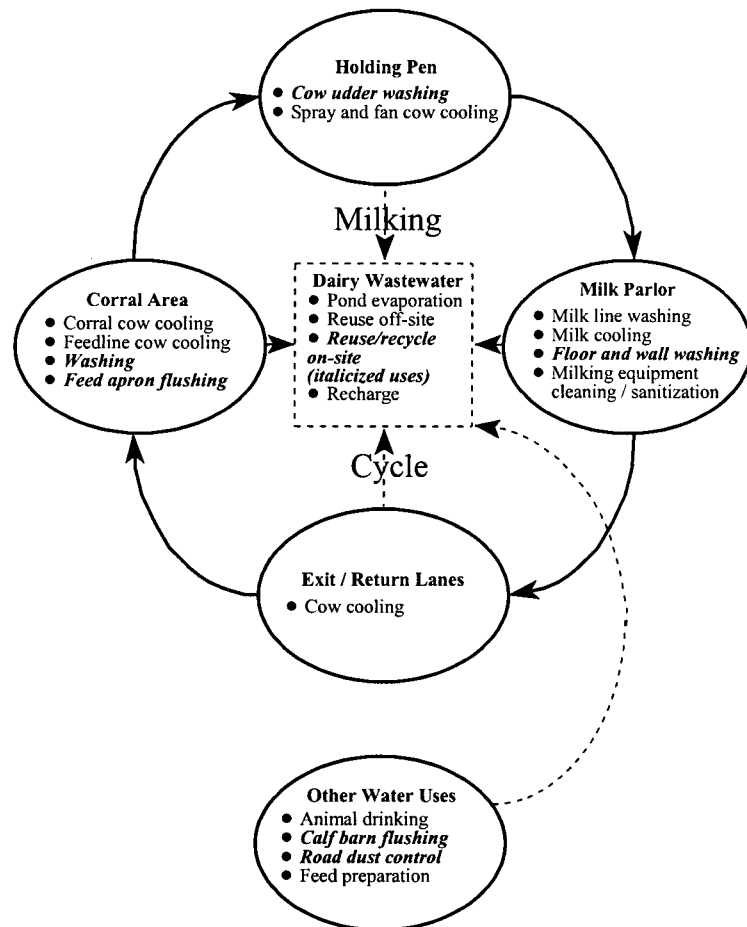 Holding Pen
● Cow udder washing
● Spray and fan cow cooling
Milking
Corral Area
● Corral cow cooling
● Feedline cow cooling
● Washing
● Feed apron flushing
Dairy Wastewater
● Pond evaporation
● Reuse off-site
● Reuse/recycle
on-site
(italicized uses)
● Recharge
Milk Parlor
● Milk line washing
● Milk cooling
● Floor and wall washing
● Milking equipment
cleaning / sanitization
Cycle
Exit / Return Lanes
● Cow cooling
Other Water Uses
● Animal drinking
● Calf barn flushing
● Road dust control
● Feed preparation